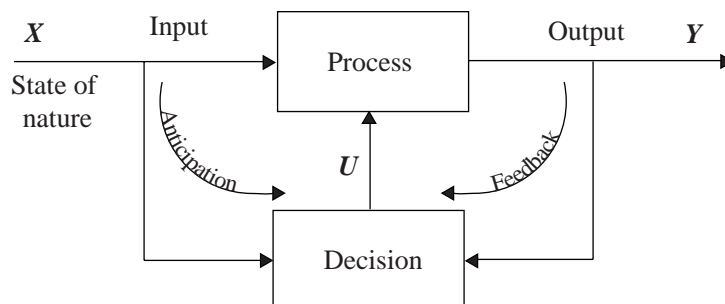 X
Input
Process
Output
Y
State of
nature
Anticipation
U
Feedback
Decision